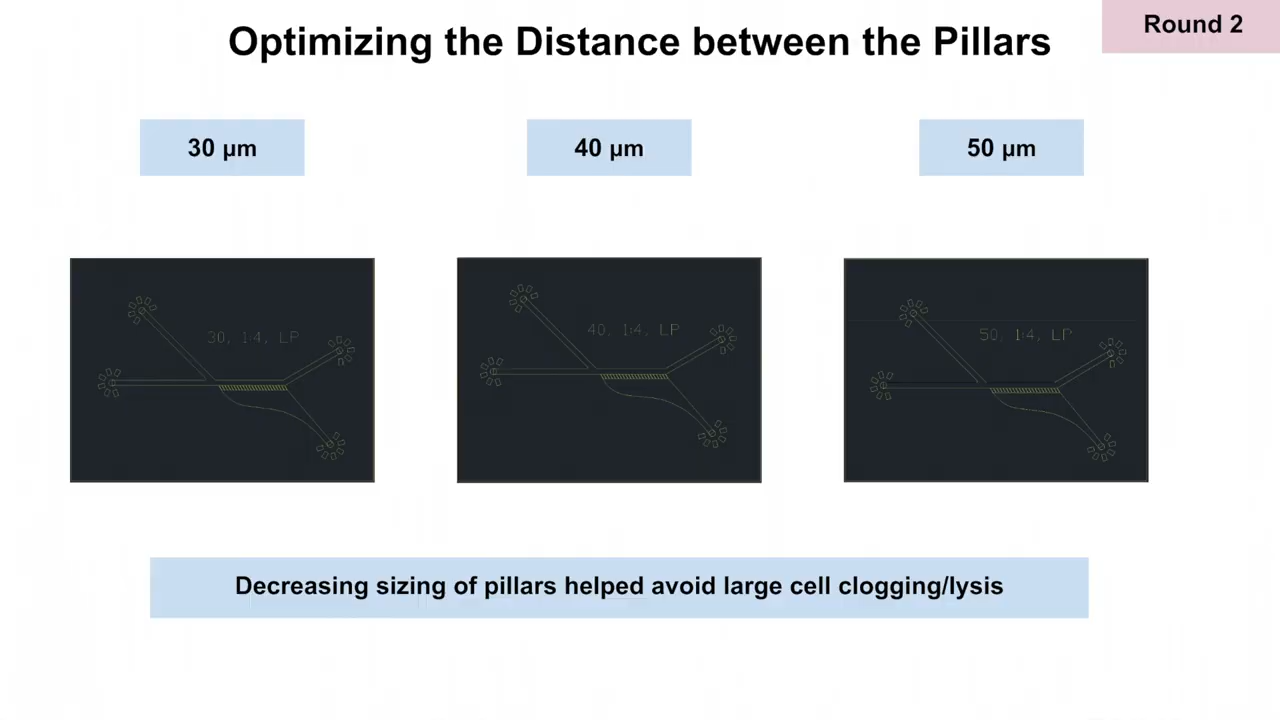 Round 2
Optimizing the Distance between the Pillars
30 μm
40 μm
50 μm
30, 1:4, LP
40, 1:4, LP
50, 1:4, LP
Decreasing sizing of pillars helped avoid large cell clogging/lysis